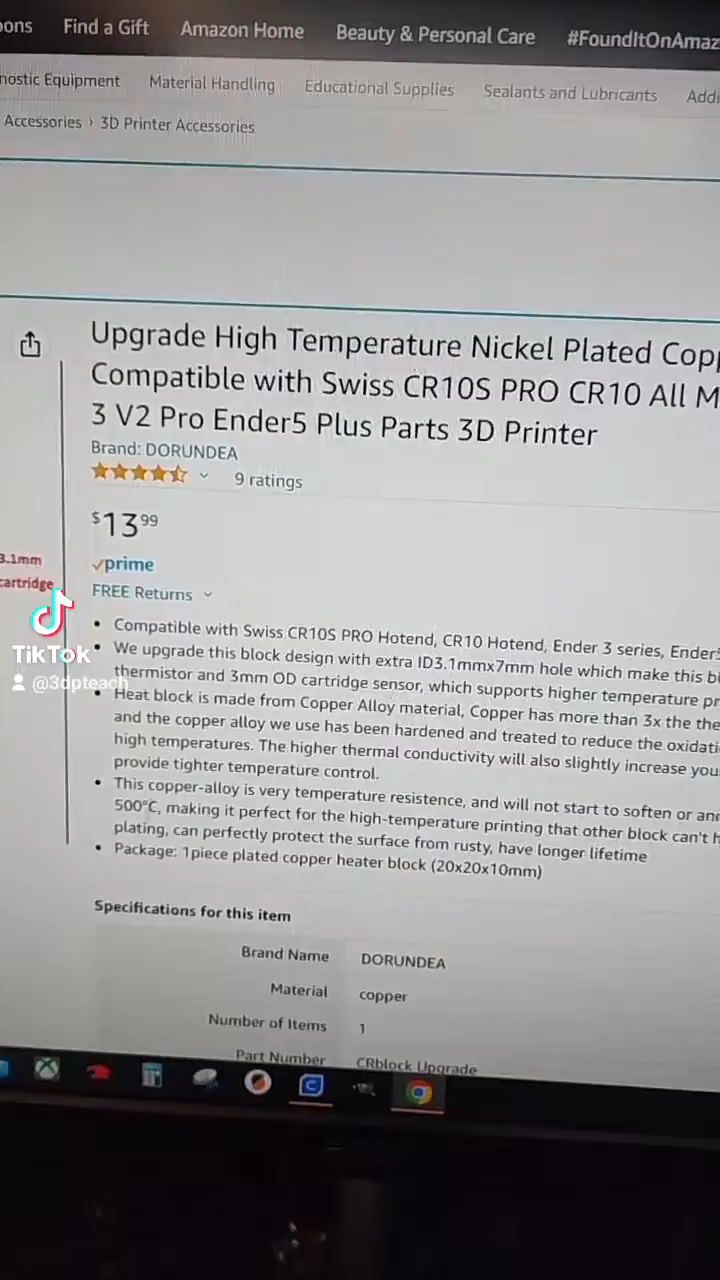 Find a Gift Amazon Home Beauty & Personal Care #FoundItOnAmaz
nostic Equipment Material Handling Educational Supplies Sealants and Lubricants Addi
Accessories › 3D Printer Accessories
Upgrade High Temperature Nickel Plated Copp
Compatible with Swiss CR10S PRO CR10 All M
3 V2 Pro Ender5 Plus Parts 3D Printer
Brand: DORUNDEA
9 ratings
$13.99
prime
FREE Returns
3.1mm
cartridge
TikTok
@3dpteach
• Compatible with Swiss CR10S PRO Hotend, CR10 Hotend, Ender 3 series, Ender5
• We upgrade this block design with extra ID3.1mmx7mm hole which make this bl
thermistor and 3mm OD cartridge sensor, which supports higher temperature pr
• Heat block is made from Copper Alloy material, Copper has more than 3x the the
and the copper alloy we use has been hardened and treated to reduce the oxidati
high temperatures. The higher thermal conductivity will also slightly increase you
provide tighter temperature control.
• This copper-alloy is very temperature resistence, and will not start to soften or ann
500°C, making it perfect for the high-temperature printing that other block can't h
plating, can perfectly protect the surface from rusty, have longer lifetime
• Package: 1piece plated copper heater block (20x20x10mm)
Specifications for this item
Brand Name DORUNDEA
Material copper
Number of Items 1
Part Number CRblock Upgrade